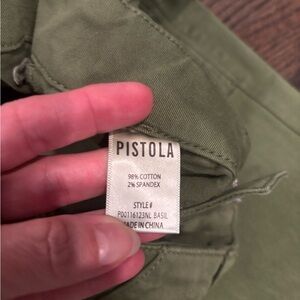 PISTOLA
98% COTTON
2% SPANDEX
STYLE#
P00116123NL BASIL
MADE IN CHINA